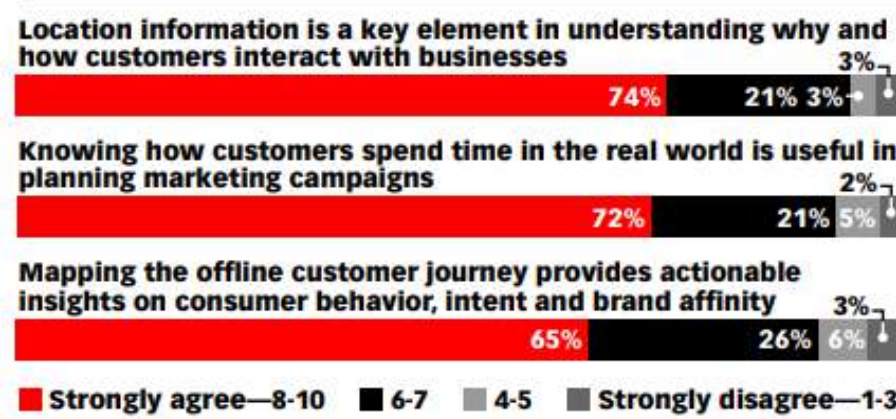 Location information is a key element in understanding why and
how customers interact with businesses
3%
74% 21% 3%
Knowing how customers spend time in the real world is useful in
planning marketing campaigns
2%
72% 21% 5%
Mapping the offline customer journey provides actionable
insights on consumer behavior, intent and brand affinity
3%
65% 26% 6%
Strongly agree—8-10 6-7 4-5 Strongly disagree—1-3